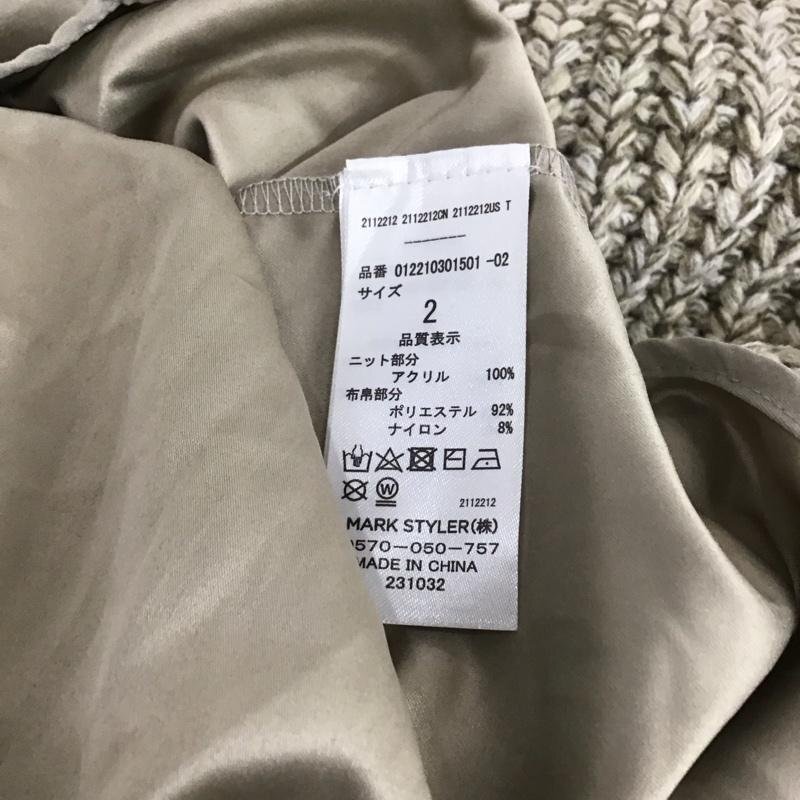 2112212 2112212CN 2112212US T
品番 012210301501 -02
サイズ
2
品質表示
ニット部分
アクリル 100%
布帛部分
ポリエステル 92%
ナイロン 8%
W
2112212
MARK STYLER(株)
0570-050-757
MADE IN CHINA
231032